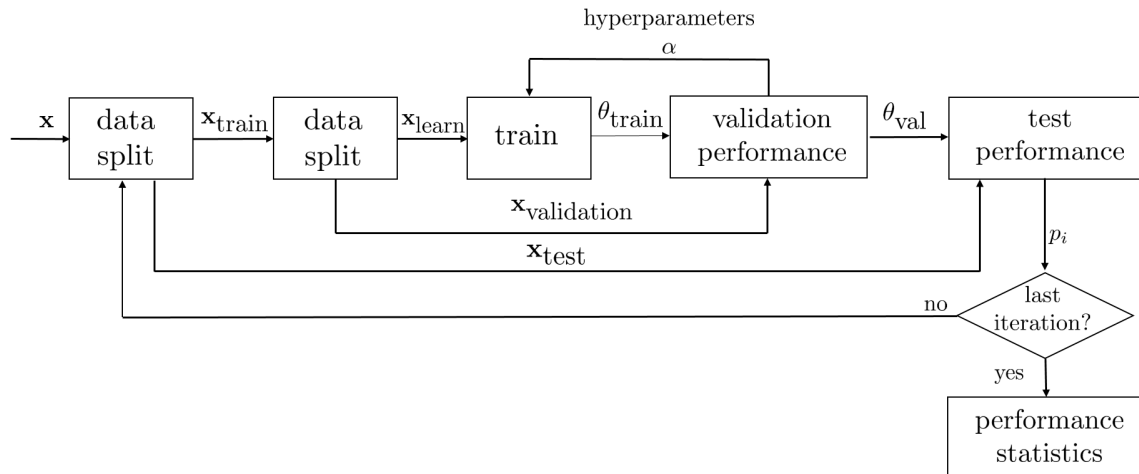 hyperparameters
α
x
data
split
x_train
data
split
x_learn
train
θ_train
validation
performance
θ_val
test
performance
x_validation
x_test
p_i
no
last
iteration?
yes
performance
statistics